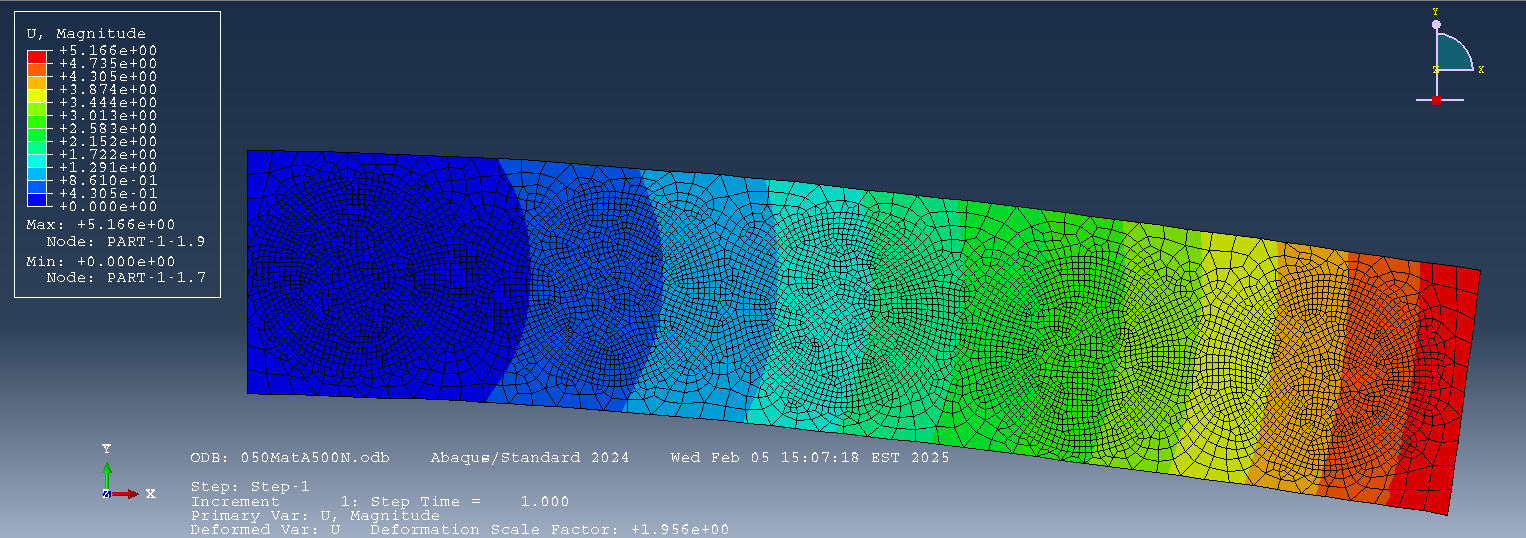 U, Magnitude
+5.166e+00
+4.735e+00
+4.305e+00
+3.874e+00
+3.444e+00
+3.013e+00
+2.583e+00
+2.152e+00
+1.722e+00
+1.291e+00
+8.610e-01
+4.305e-01
+0.000e+00
Max: +5.166e+00
Node: PART-1-1.9
Min: +0.000e+00
Node: PART-1-1.7
Y
Z X
Y
Z X
ODB: 050MatA500N.odb Abaqus/Standard 2024 Wed Feb 05 15:07:18 EST 2025
Step: Step-1
Increment 1: Step Time = 1.000
Primary Var: U, Magnitude
Deformed Var: U Deformation Scale Factor: +1.956e+00